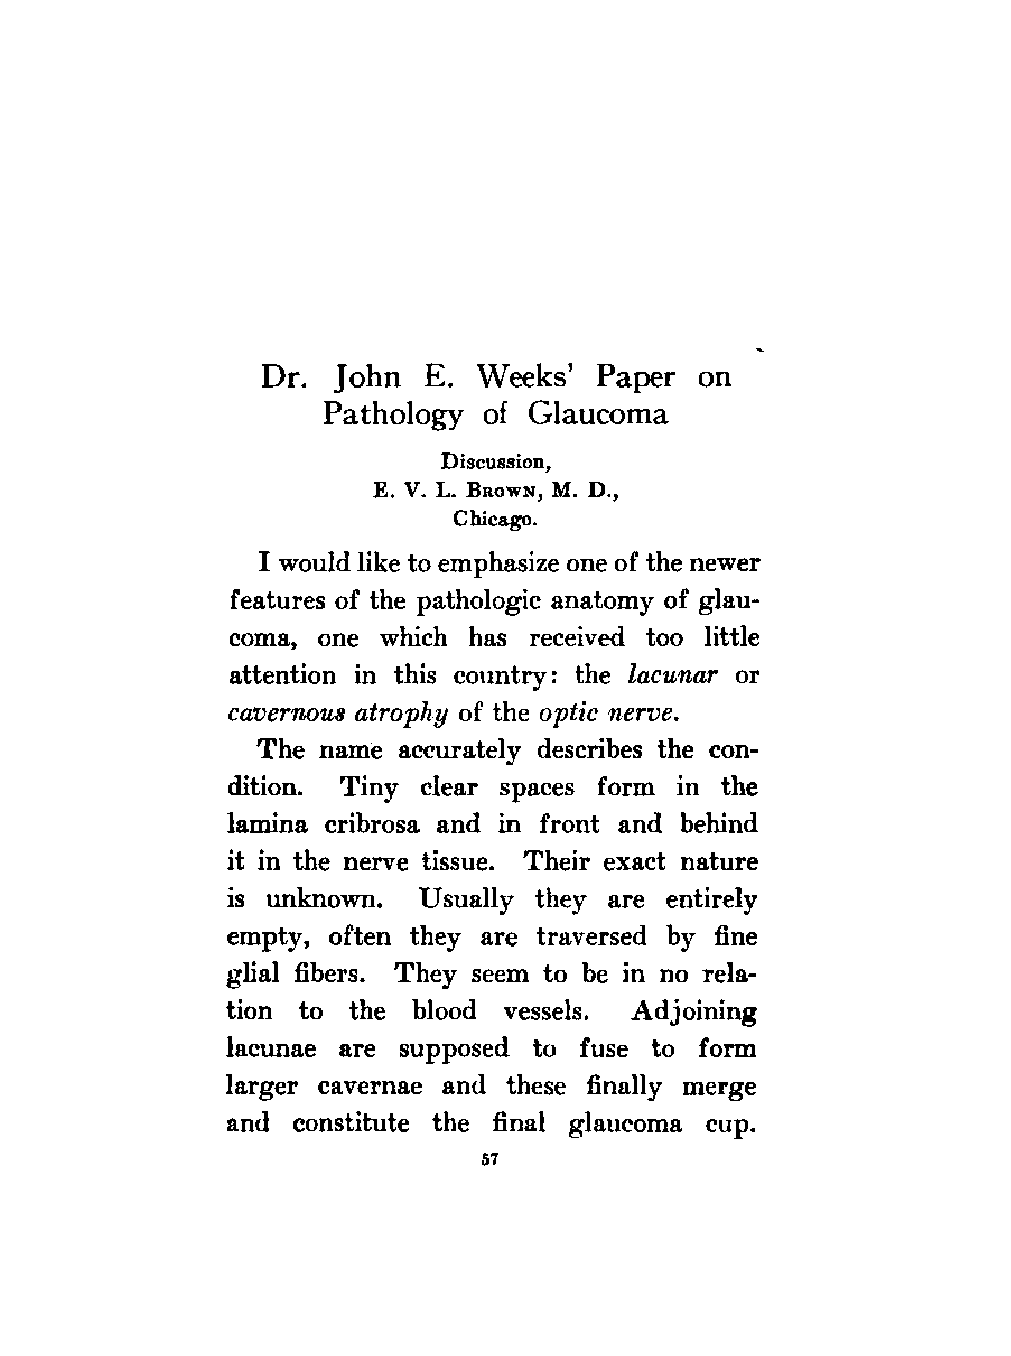 Dr. John E. Weeks' Paper on
Pathology of Glaucoma
Discussion,
E. V. L. Brown, M. D.,
Chicago.
I would like to emphasize one of the newer
features of the pathologic anatomy of glau-
coma, one which has received too little
attention in this country: the lacunar or
cavernous atrophy of the optic nerve.
The name accurately describes the con-
dition. Tiny clear spaces form in the
lamina cribrosa and in front and behind
it in the nerve tissue. Their exact nature
is unknown. Usually they are entirely
empty, often they are traversed by fine
glial fibers. They seem to be in no rela-
tion to the blood vessels. Adjoining
lacunae are supposed to fuse to form
larger cavernae and these finally merge
and constitute the final glaucoma cup.
57